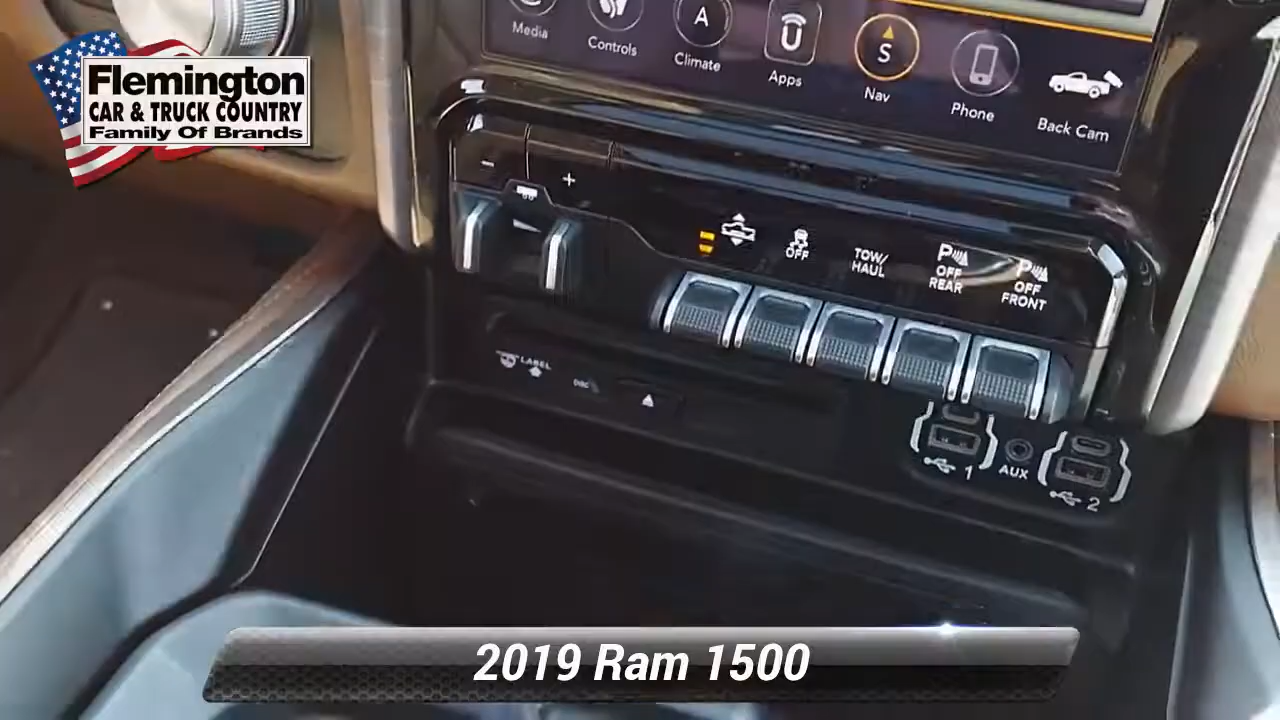 Flemington
CAR & TRUCK COUNTRY
Family Of Brands
Media
Controls
A
Climate
Apps
S
Nav
Phone
Back Cam
- +
OFF
TOW/
HAUL
P
OFF
REAR
P
OFF
FRONT
LABEL
DISC
1
AUX
2
2019 Ram 1500